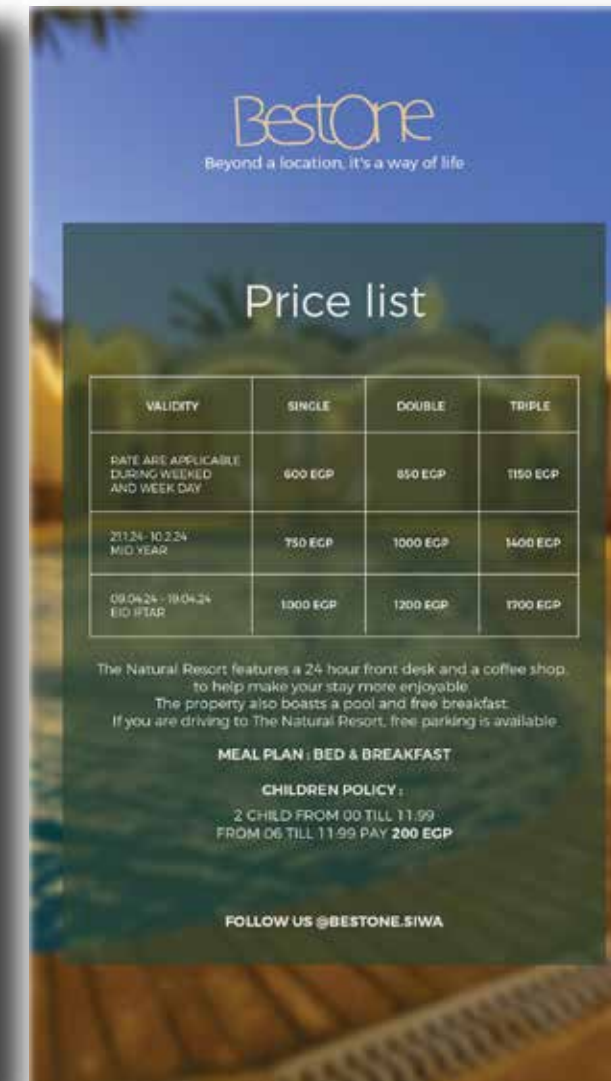 BestOne
Beyond a location, it's a way of life
Price list
VALIDITY SINGLE DOUBLE TRIPLE
RATE ARE APPLICABLE
DURING WEEKED
AND WEEK DAY
600 EGP 850 EGP 1150 EGP
21.1.24- 10.2.24
MID YEAR
750 EGP 1000 EGP 1400 EGP
09.04.24 - 19.04.24
EID IFTAR
1000 EGP 1200 EGP 1700 EGP
The Natural Resort features a 24 hour front desk and a coffee shop,
to help make your stay more enjoyable
The property also boasts a pool and free breakfast.
If you are driving to The Natural Resort, free parking is available
MEAL PLAN : BED & BREAKFAST
CHILDREN POLICY :
2 CHILD FROM 00 TILL 11.99
FROM 06 TILL 11.99 PAY 200 EGP
FOLLOW US @BESTONE.SIWA